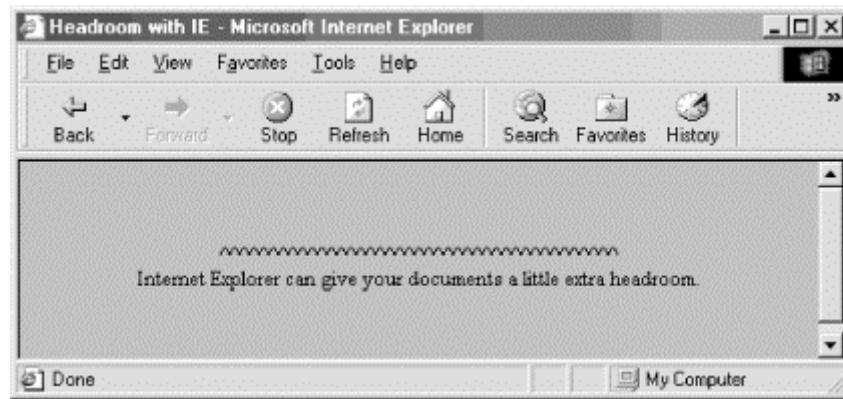 Headroom with IE - Microsoft Internet Explorer
File Edit View Favorites Tools Help
Back Forward Stop Refresh Home Search Favorites History »
^^^^^^^^^^^^^^^^^^^^^^^^^^^^^^^^^^^^^^^^
Internet Explorer can give your documents a little extra headroom.
Done My Computer